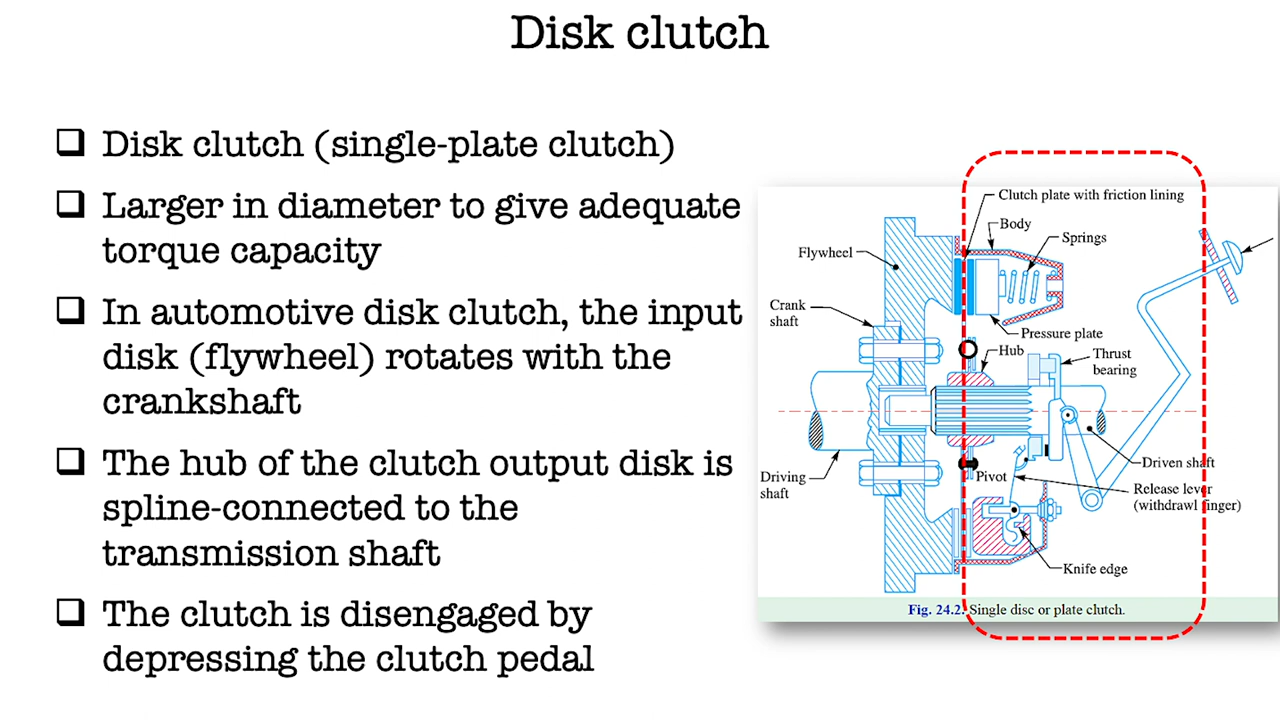 Disk clutch
Disk clutch (single-plate clutch)
Larger in diameter to give adequate
torque capacity
In automotive disk clutch, the input
disk (flywheel) rotates with the
crankshaft
The hub of the clutch output disk is
spline-connected to the
transmission shaft
The clutch is disengaged by
depressing the clutch pedal
Clutch plate with friction lining
Body
Springs
Flywheel
Crank
shaft
Pressure plate
Hub
Thrust
bearing
Driving
shaft
Pivot
Driven shaft
Release lever
(withdrawl finger)
Knife edge
Fig. 24.2. Single disc or plate clutch.